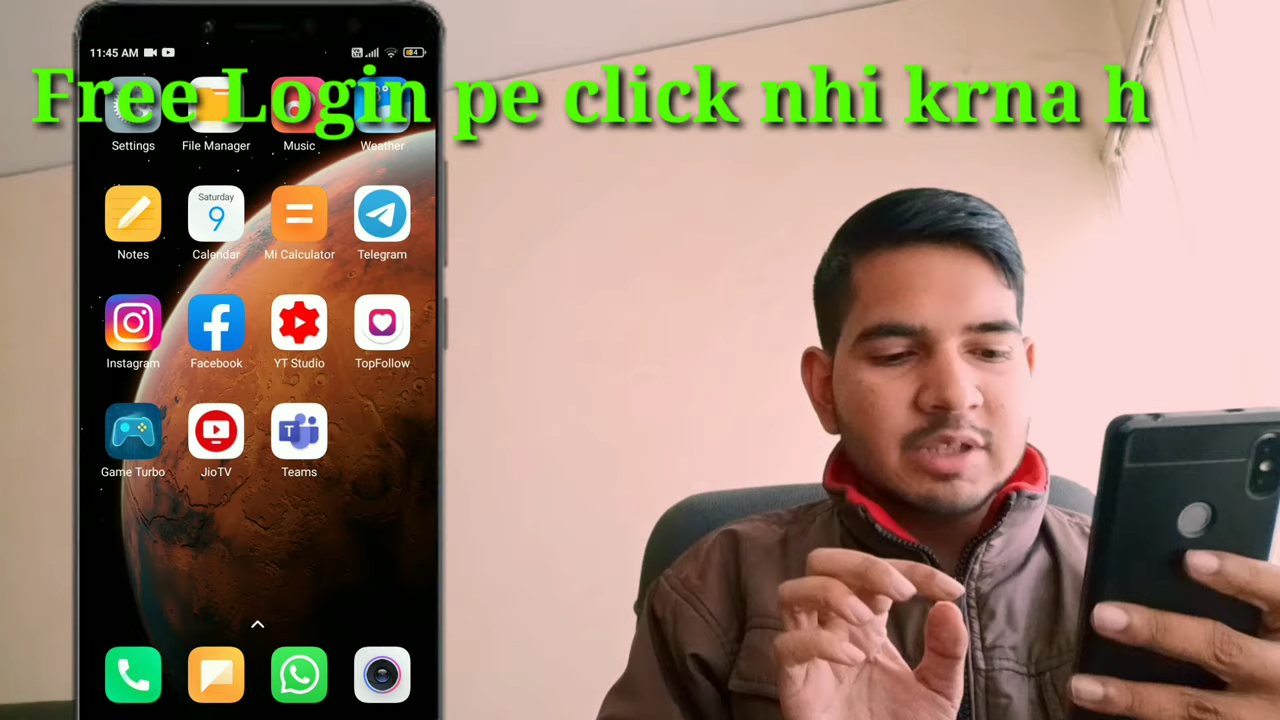 11:45 AM
Free Login pe click nhi krna h
Settings File Manager Music Weather
Saturday
9
Notes Calendar Mi Calculator Telegram
Instagram Facebook YT Studio TopFollow
Game Turbo JioTV Teams